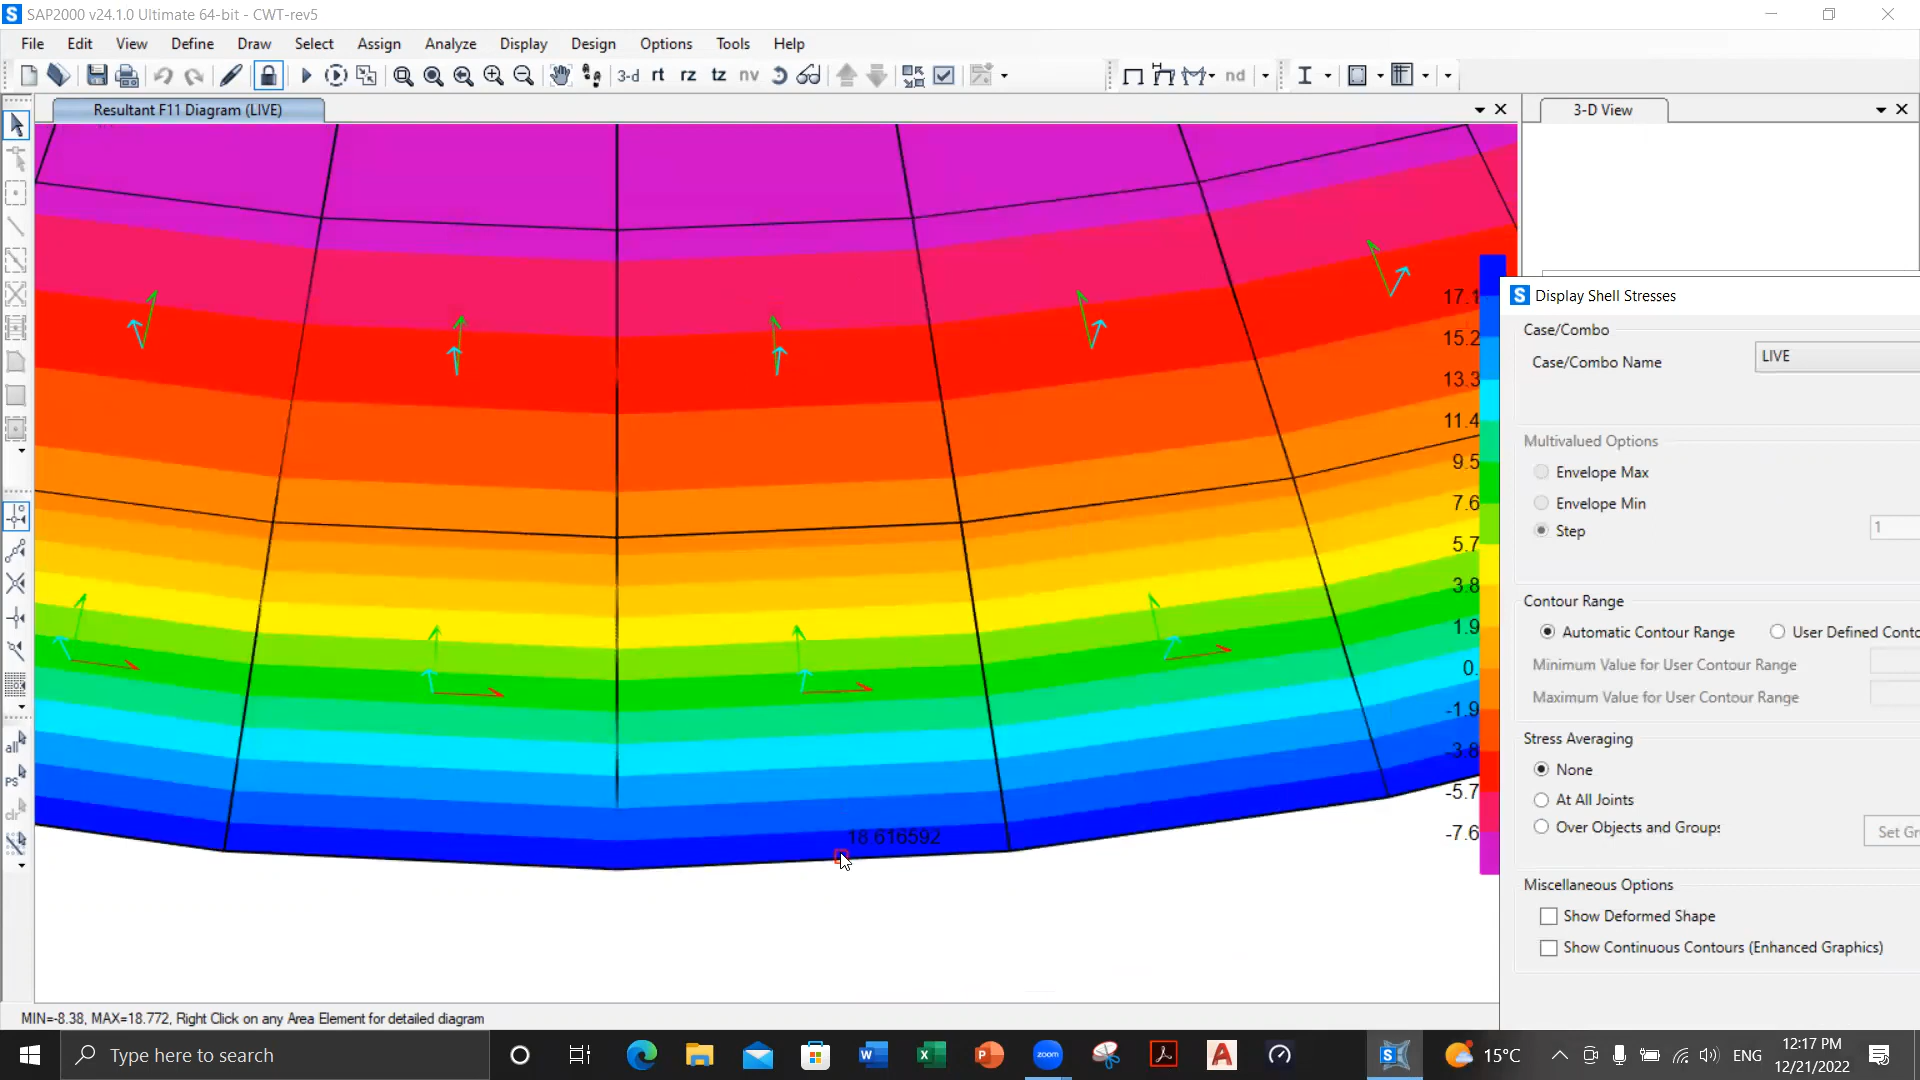 SAP2000 v24.1.0 Ultimate 64-bit - CWT-rev5
File Edit View Define Draw Select Assign Analyze Display Design Options Tools Help
3-d rt rz tz nv nd
Resultant F11 Diagram (LIVE)
3-D View
Display Shell Stresses
Case/Combo
Case/Combo Name LIVE
Multivalued Options
Envelope Max
Envelope Min
Step 1
Contour Range
Automatic Contour Range User Defined Conto
Minimum Value for User Contour Range
Maximum Value for User Contour Range
Stress Averaging
None
At All Joints
Over Objects and Groups
Set Gr
Miscellaneous Options
Show Deformed Shape
Show Continuous Contours (Enhanced Graphics)
17.1
15.2
13.3
11.4
9.5
7.6
5.7
3.8
1.9
0.
-1.9
-3.8
-5.7
-7.6
18.616592
all
PS
clr
MIN=-8.38, MAX=18.772, Right Click on any Area Element for detailed diagram
Type here to search
zoom
15°C
ENG
12:17 PM
12/21/2022